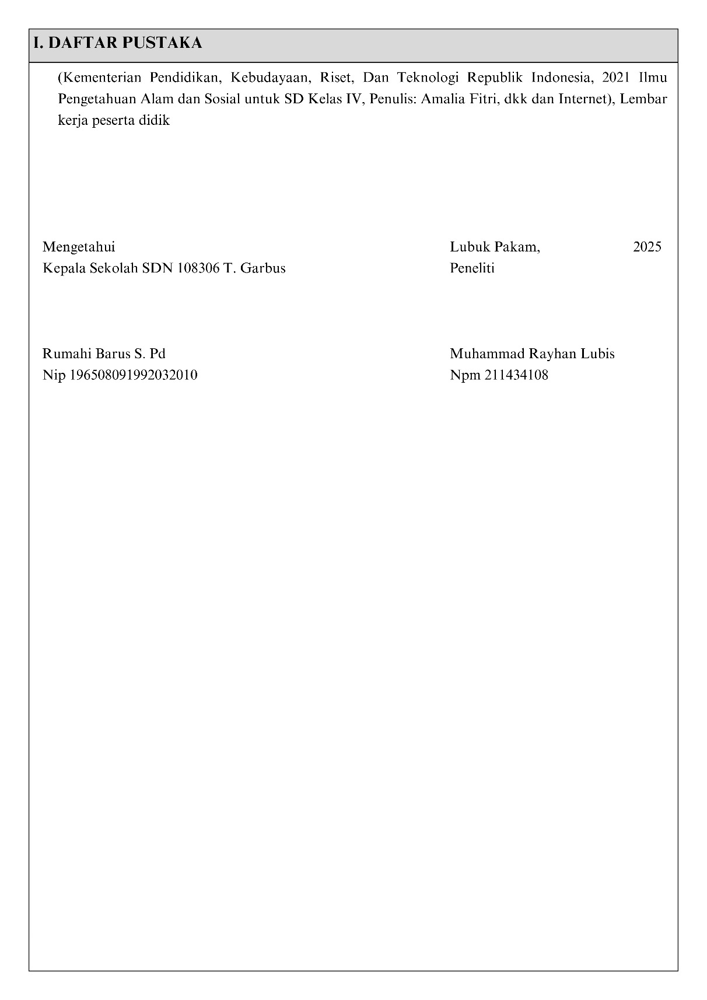 I. DAFTAR PUSTAKA
(Kementerian Pendidikan, Kebudayaan, Riset, Dan Teknologi Republik Indonesia, 2021 Ilmu
Pengetahuan Alam dan Sosial untuk SD Kelas IV, Penulis: Amalia Fitri, dkk dan Internet), Lembar
kerja peserta didik
Mengetahui Lubuk Pakam, 2025
Kepala Sekolah SDN 108306 T. Garbus Peneliti
Rumahi Barus S. Pd Muhammad Rayhan Lubis
Nip 196508091992032010 Npm 211434108